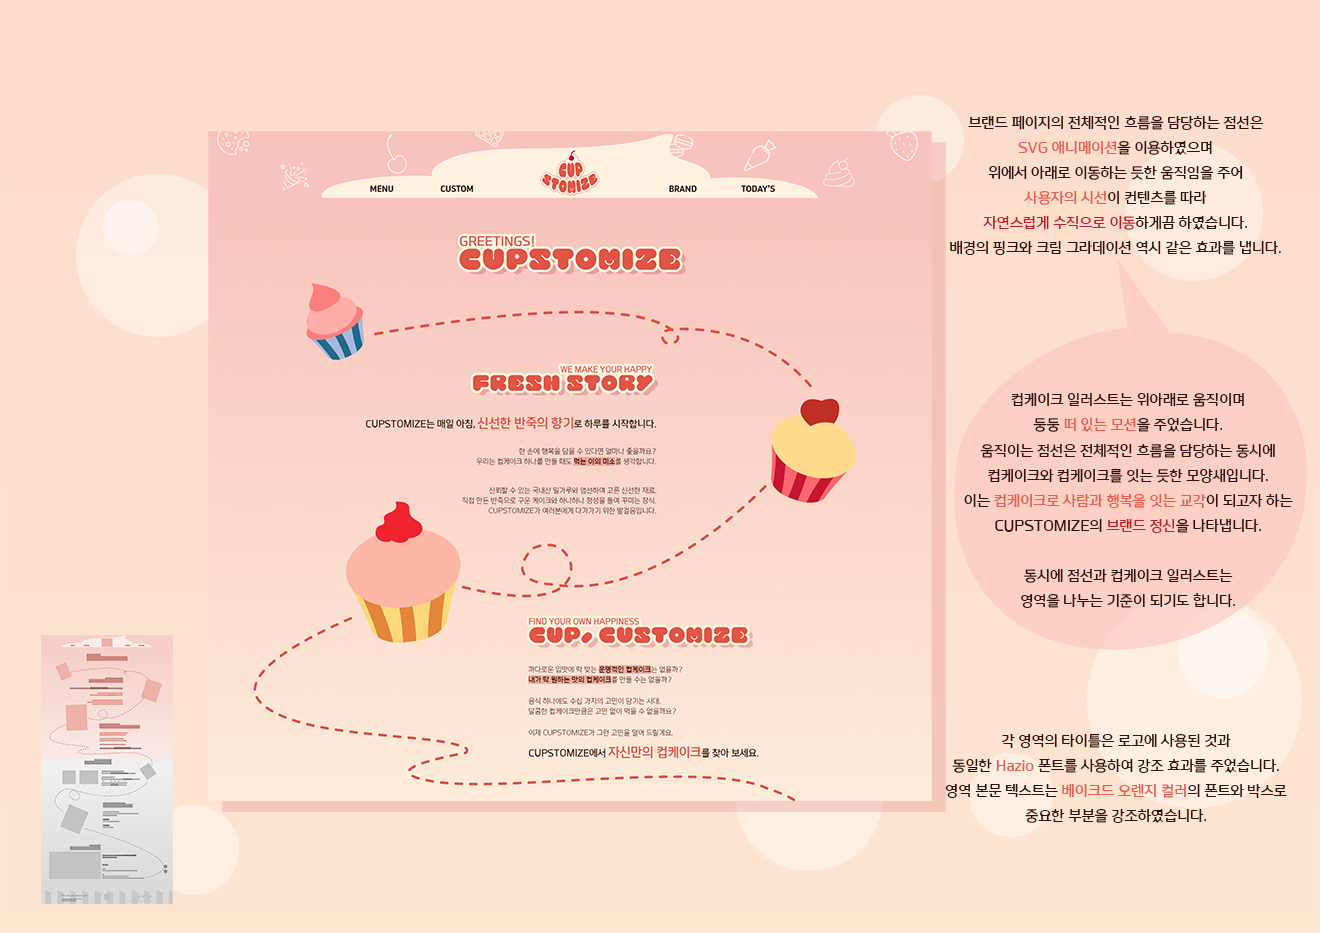 MENU
CUSTOM
CUP
STOMIZE
BRAND
TODAY'S
GREETINGS!
CUPSTOMIZE
WE MAKE YOUR HAPPY
FRESH STORY
CUPSTOMIZE는 매일 아침, 신선한 반죽의 향기로 하루를 시작합니다.
한 손에 행복을 담을 수 있다면 얼마나 좋을까요?
우리는 컵케이크 하나를 만들 때도 먹는 이의 미소를 생각합니다.
신뢰할 수 있는 국내산 밀가루와 엄선하여 고른 신선한 재료,
직접 만든 반죽으로 구운 케이크와 하나하나 정성을 들여 꾸미는 장식.
CUPSTOMIZE가 여러분에게 다가가기 위한 발걸음입니다.
FIND YOUR OWN HAPPINESS
CUP, CUSTOMIZE
까다로운 입맛에 딱 맞는 운명적인 컵케이크는 없을까?
내가 딱 원하는 맛의 컵케이크를 만들 수는 없을까?
음식 하나에도 수십 가지의 고민이 담기는 시대.
달콤한 컵케이크만큼은 고민 없이 먹을 수 없을까요?
이제 CUPSTOMIZE가 그런 고민을 덜어 드릴게요.
CUPSTOMIZE에서 자신만의 컵케이크를 찾아 보세요.
브랜드 페이지의 전체적인 흐름을 담당하는 점선은
SVG 애니메이션을 이용하였으며
위에서 아래로 이동하는 듯한 움직임을 주어
사용자의 시선이 컨텐츠를 따라
자연스럽게 수직으로 이동하게끔 하였습니다.
배경의 핑크와 크림 그라데이션 역시 같은 효과를 냅니다.
컵케이크 일러스트는 위아래로 움직이며
둥둥 떠 있는 모션을 주었습니다.
움직이는 점선은 전체적인 흐름을 담당하는 동시에
컵케이크와 컵케이크를 잇는 듯한 모양새입니다.
이는 컵케이크로 사람과 행복을 잇는 교각이 되고자 하는
CUPSTOMIZE의 브랜드 정신을 나타냅니다.
동시에 점선과 컵케이크 일러스트는
영역을 나누는 기준이 되기도 합니다.
각 영역의 타이틀은 로고에 사용된 것과
동일한 Hazio 폰트를 사용하여 강조 효과를 주었습니다.
영역 본문 텍스트는 베이크드 오렌지 컬러의 폰트와 박스로
중요한 부분을 강조하였습니다.